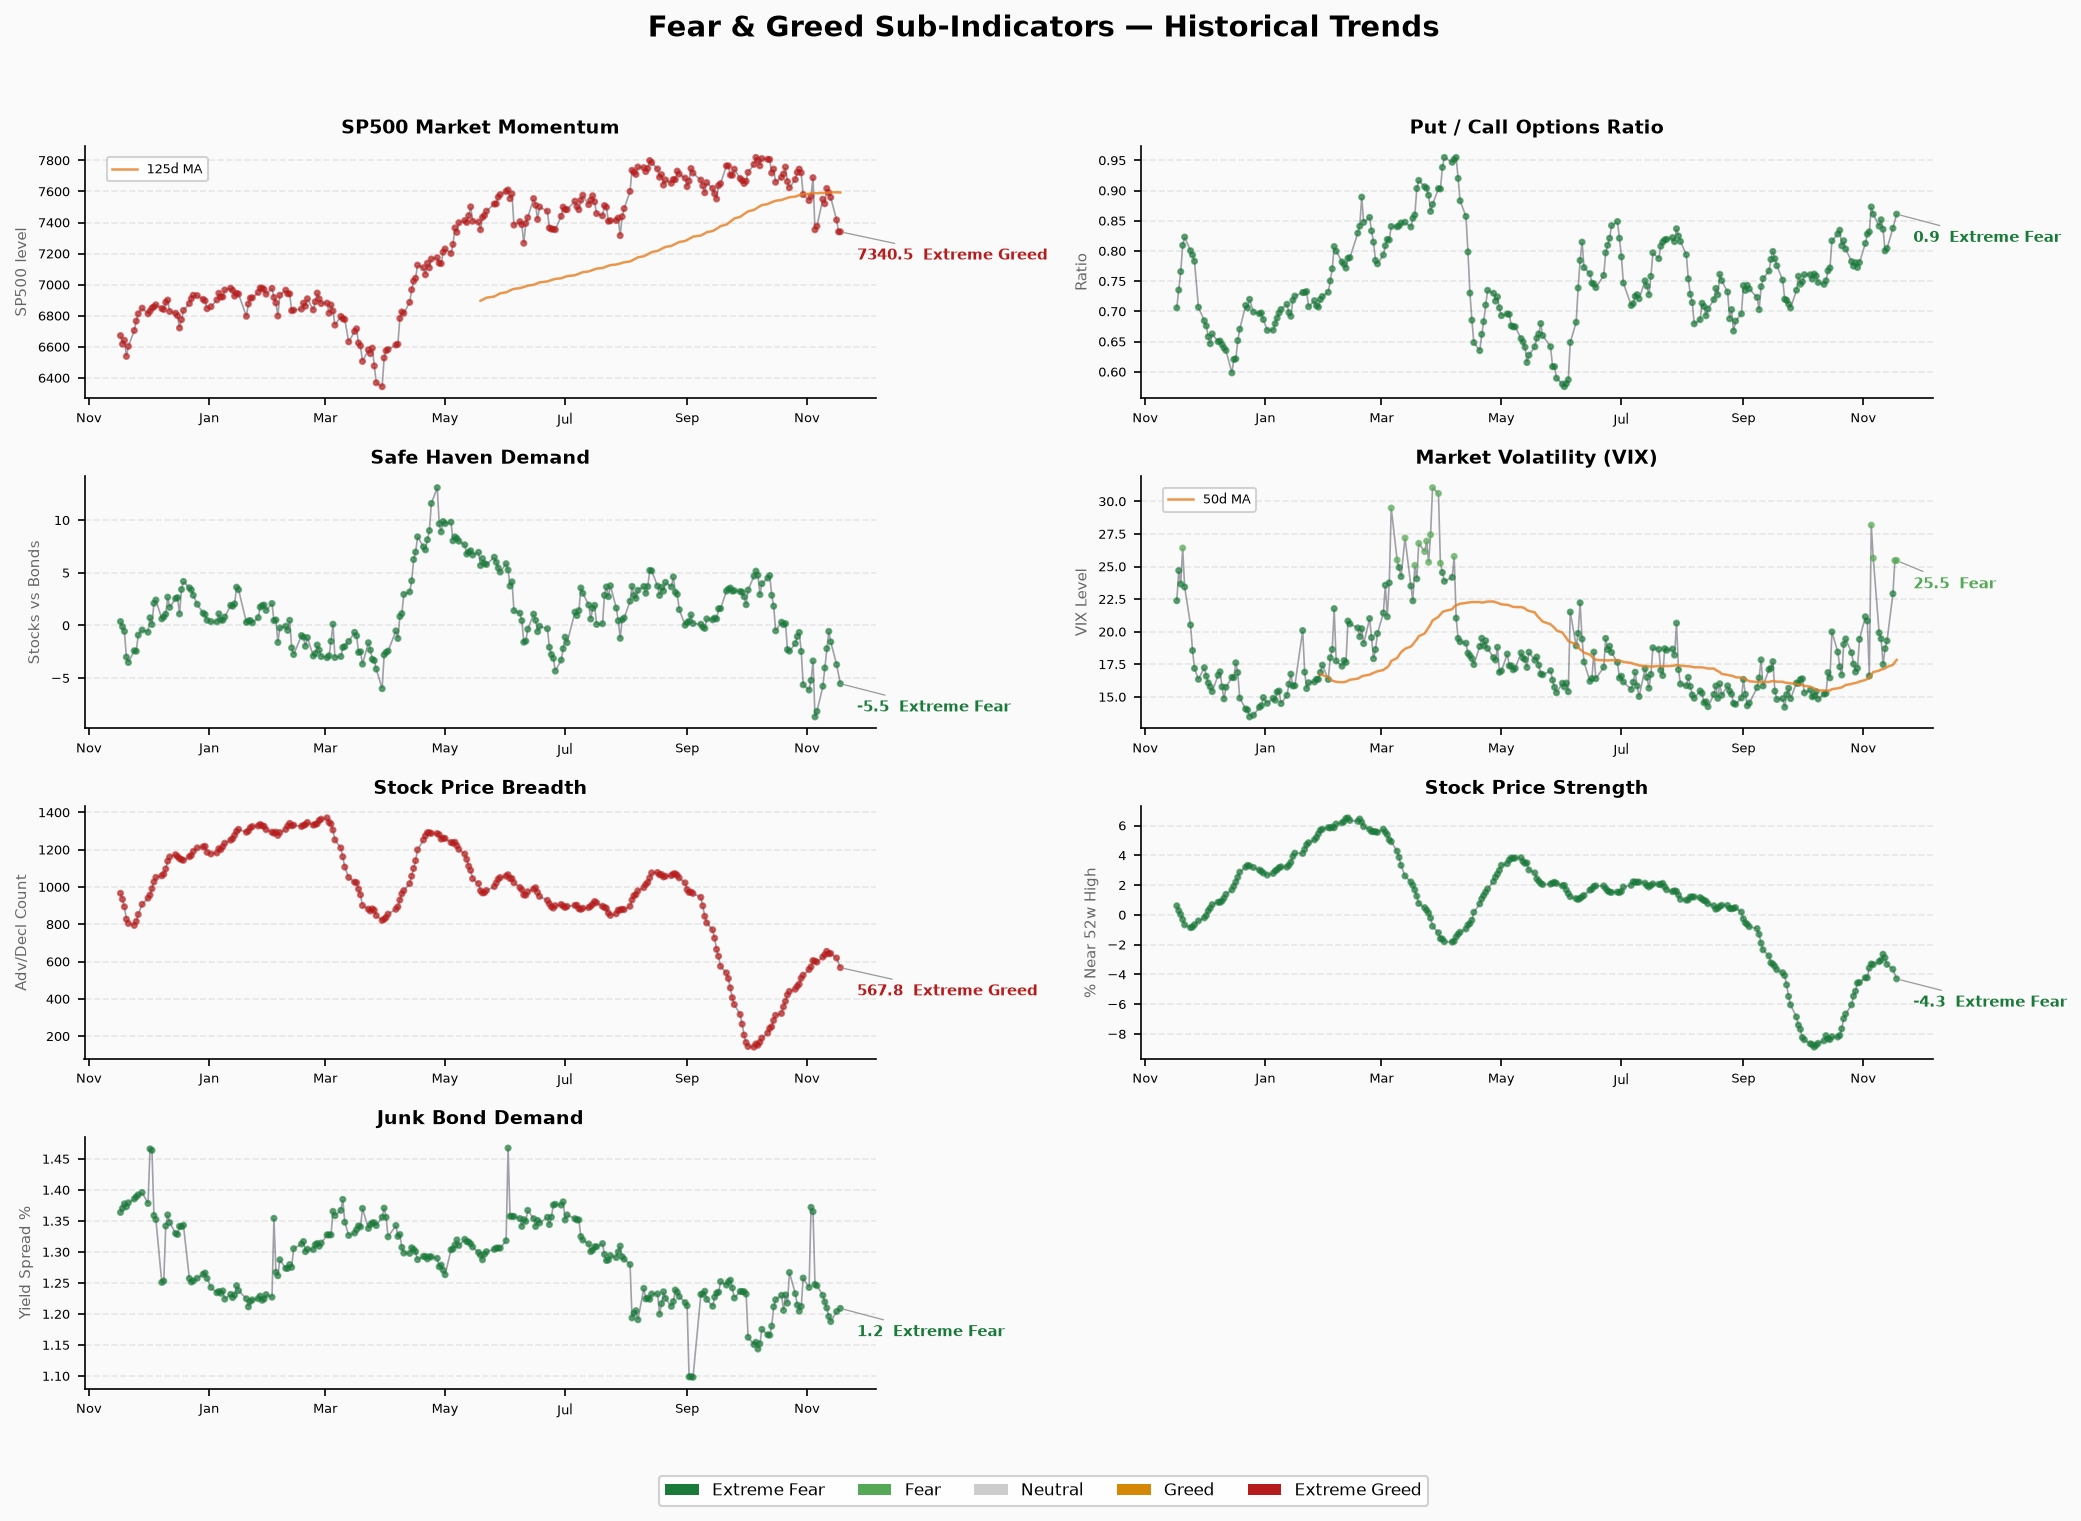 Fear & Greed Sub-Indicators — Historical Trends
SP500 Market Momentum
SP500 level
7800
7600
7400
7200
7000
6800
6600
6400
125d MA
7340.5 Extreme Greed
Nov Jan Mar May Jul Sep Nov
Put / Call Options Ratio
Ratio
0.95
0.90
0.85
0.80
0.75
0.70
0.65
0.60
0.9 Extreme Fear
Nov Jan Mar May Jul Sep Nov
Safe Haven Demand
Stocks vs Bonds
10
5
0
−5
-5.5 Extreme Fear
Nov Jan Mar May Jul Sep Nov
Market Volatility (VIX)
VIX Level
30.0
27.5
25.0
22.5
20.0
17.5
15.0
50d MA
25.5 Fear
Nov Jan Mar May Jul Sep Nov
Stock Price Breadth
Adv/Decl Count
1400
1200
1000
800
600
400
200
567.8 Extreme Greed
Nov Jan Mar May Jul Sep Nov
Stock Price Strength
% Near 52w High
6
4
2
0
−2
−4
−6
−8
-4.3 Extreme Fear
Nov Jan Mar May Jul Sep Nov
Junk Bond Demand
Yield Spread %
1.45
1.40
1.35
1.30
1.25
1.20
1.15
1.10
1.2 Extreme Fear
Nov Jan Mar May Jul Sep Nov
Extreme Fear Fear Neutral Greed Extreme Greed